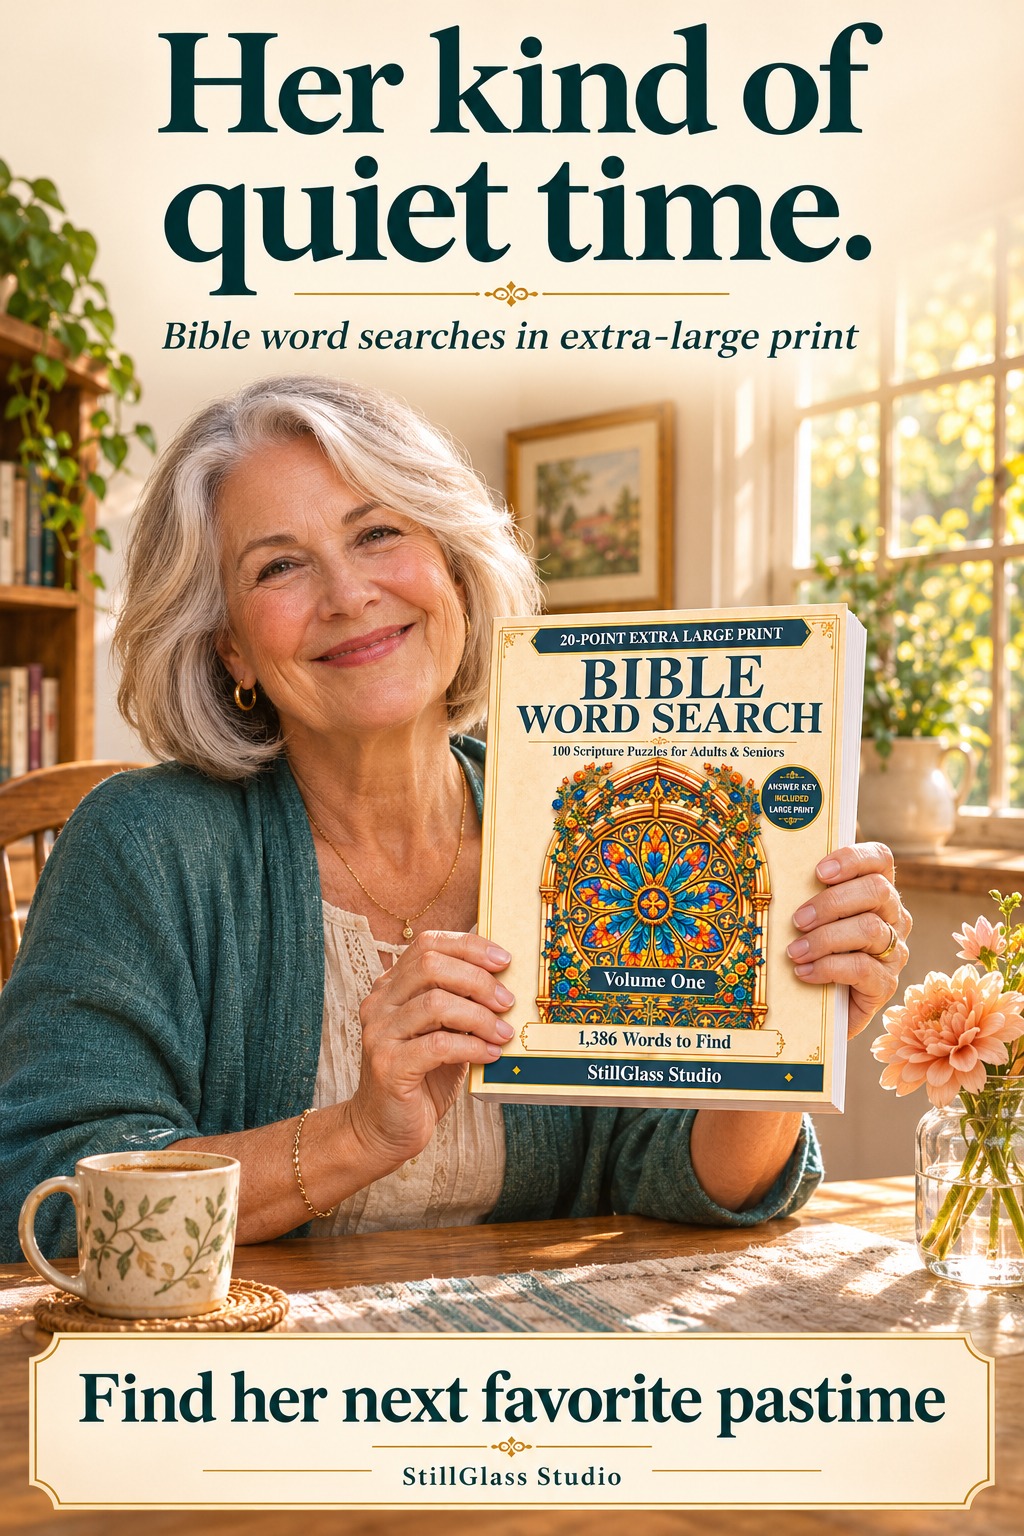 Her kind of
quiet time.
Bible word searches in extra-large print
20-POINT EXTRA LARGE PRINT
BIBLE
WORD SEARCH
100 Scripture Puzzles for Adults & Seniors
ANSWER KEY
INCLUDED
LARGE PRINT
Volume One
1,386 Words to Find
StillGlass Studio
Find her next favorite pastime
StillGlass Studio